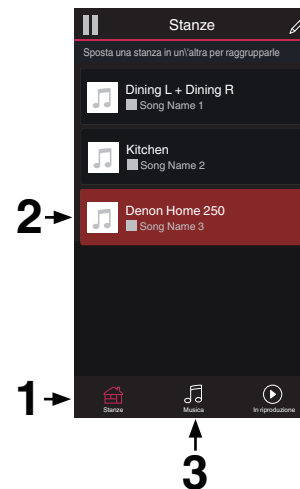 Stanze
Sposta una stanza in un\'altra per raggrupparle
Dining L + Dining R
Song Name 1
Kitchen
Song Name 2
Denon Home 250
Song Name 3
2
1
Stanze
Musica
In riproduzione
3